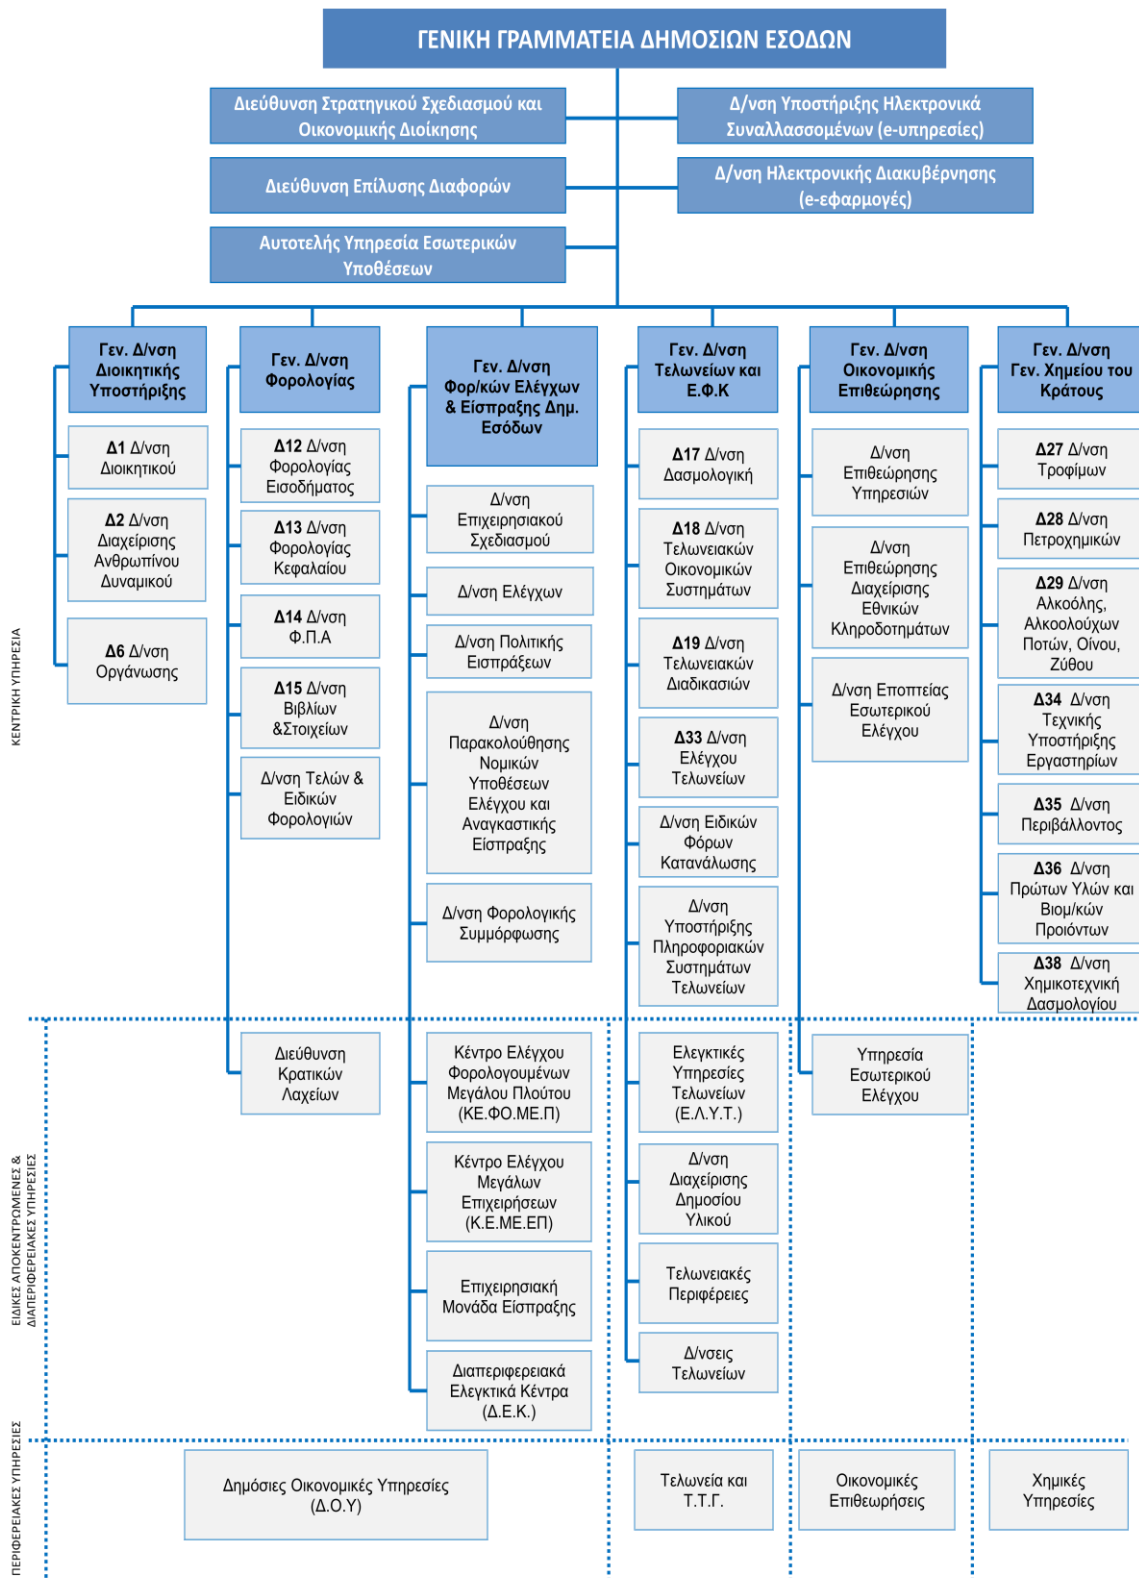 ΓΕΝΙΚΗ ΓΡΑΜΜΑΤΕΙΑ ΔΗΜΟΣΙΩΝ ΕΣΟΔΩΝ
Διεύθυνση Στρατηγικού Σχεδιασμού και
Οικονομικής Διοίκησης
Δ/νση Υποστήριξης Ηλεκτρονικά
Συναλλασσομένων (e-υπηρεσίες)
Διεύθυνση Επίλυσης Διαφορών
Δ/νση Ηλεκτρονικής Διακυβέρνησης
(e-εφαρμογές)
Αυτοτελής Υπηρεσία Εσωτερικών
Υποθέσεων
ΚΕΝΤΡΙΚΗ ΥΠΗΡΕΣΙΑ
Γεν. Δ/νση
Διοικητικής
Υποστήριξης
Δ1 Δ/νση
Διοικητικού
Δ2 Δ/νση
Διαχείρισης
Ανθρωπίνου
Δυναμικού
Δ6 Δ/νση
Οργάνωσης
Γεν. Δ/νση
Φορολογίας
Δ12 Δ/νση
Φορολογίας
Εισοδήματος
Δ13 Δ/νση
Φορολογίας
Κεφαλαίου
Δ14 Δ/νση
Φ.Π.Α
Δ15 Δ/νση
Βιβλίων
&Στοιχείων
Δ/νση Τελών &
Ειδικών
Φορολογιών
Γεν. Δ/νση
Φορ/κών Ελέγχων
& Είσπραξης Δημ.
Εσόδων
Δ/νση
Επιχειρησιακού
Σχεδιασμού
Δ/νση Ελέγχων
Δ/νση Πολιτικής
Εισπράξεων
Δ/νση
Παρακολούθησης
Νομικών
Υποθέσεων
Ελέγχου και
Αναγκαστικής
Είσπραξης
Δ/νση Φορολογικής
Συμμόρφωσης
Γεν. Δ/νση
Τελωνείων και
Ε.Φ.Κ
Δ17 Δ/νση
Δασμολογική
Δ18 Δ/νση
Τελωνειακών
Οικονομικών
Συστημάτων
Δ19 Δ/νση
Τελωνειακών
Διαδικασιών
Δ33 Δ/νση
Ελέγχου
Τελωνείων
Δ/νση Ειδικών
Φόρων
Κατανάλωσης
Δ/νση
Υποστήριξης
Πληροφοριακών
Συστημάτων
Τελωνείων
Γεν. Δ/νση
Οικονομικής
Επιθεώρησης
Δ/νση
Επιθεώρησης
Υπηρεσιών
Δ/νση
Επιθεώρησης
Διαχείρισης
Εθνικών
Κληροδοτημάτων
Δ/νση Εποπτείας
Εσωτερικού
Ελέγχου
Γεν. Δ/νση
Γεν. Χημείου του
Κράτους
Δ27 Δ/νση
Τροφίμων
Δ28 Δ/νση
Πετροχημικών
Δ29 Δ/νση
Αλκοόλης,
Αλκοολούχων
Ποτών, Οίνου,
Ζύθου
Δ34 Δ/νση
Τεχνικής
Υποστήριξης
Εργαστηρίων
Δ35 Δ/νση
Περιβάλλοντος
Δ36 Δ/νση
Πρώτων Υλών και
Βιομ/κών
Προιόντων
Δ38 Δ/νση
Χημικοτεχνική
Δασμολογίου
ΕΙΔΙΚΕΣ ΑΠΟΚΕΝΤΡΩΜΕΝΕΣ &
ΔΙΑΠΕΡΙΦΕΡΕΙΑΚΕΣ ΥΠΗΡΕΣΙΕΣ
Διεύθυνση
Κρατικών
Λαχείων
Κέντρο Ελέγχου
Φορολογουμένων
Μεγάλου Πλούτου
(ΚΕ.ΦΟ.ΜΕ.Π)
Κέντρο Ελέγχου
Μεγάλων
Επιχειρήσεων
(Κ.Ε.ΜΕ.ΕΠ)
Επιχειρησιακή
Μονάδα Είσπραξης
Διαπεριφερειακά
Ελεγκτικά Κέντρα
(Δ.Ε.Κ.)
Ελεγκτικές
Υπηρεσίες
Τελωνείων
(Ε.Λ.Υ.Τ.)
Δ/νση
Διαχείρισης
Δημοσίου
Υλικού
Τελωνειακές
Περιφέρειες
Δ/νσεις
Τελωνείων
Υπηρεσία
Εσωτερικού
Ελέγχου
ΠΕΡΙΦΕΡΕΙΑΚΕΣ ΥΠΗΡΕΣΙΕΣ
Δημόσιες Οικονομικές Υπηρεσίες
(Δ.Ο.Υ)
Τελωνεία και
Τ.Τ.Γ.
Οικονομικές
Επιθεωρήσεις
Χημικές
Υπηρεσίες